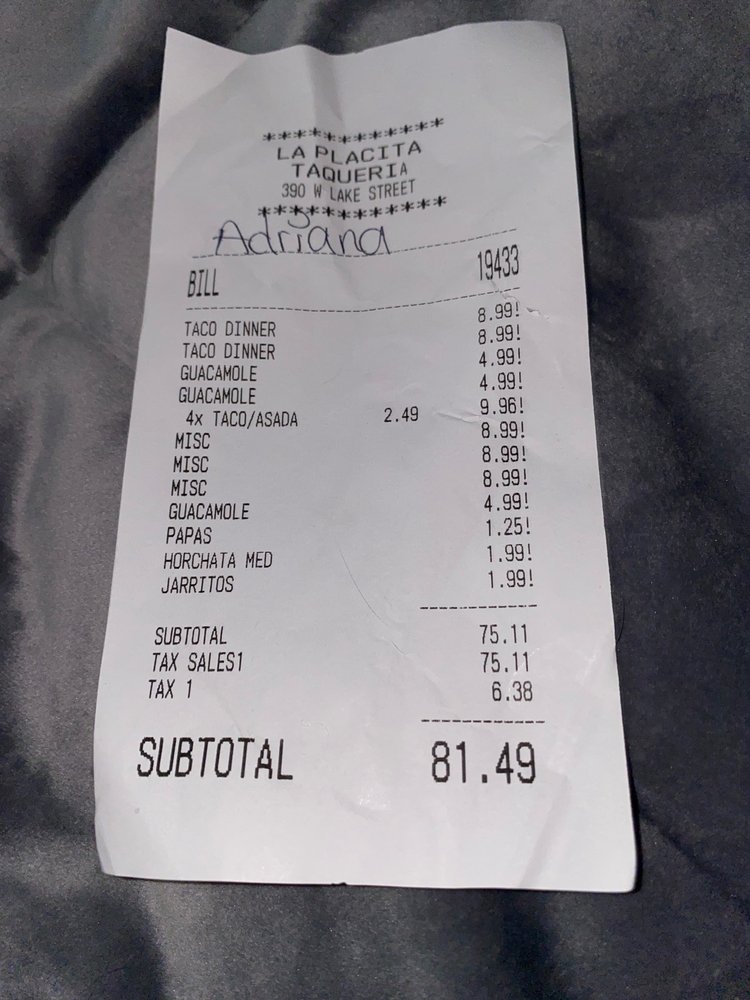 ************
LA PLACITA
TAQUERIA
390 W LAKE STREET
************
Adriana
BILL 19433
TACO DINNER 8.99!
TACO DINNER 8.99!
GUACAMOLE 4.99!
GUACAMOLE 4.99!
4x TACO/ASADA 2.49 9.96!
MISC 8.99!
MISC 8.99!
MISC 8.99!
GUACAMOLE 4.99!
PAPAS 1.25!
HORCHATA MED 1.99!
JARRITOS 1.99!
SUBTOTAL 75.11
TAX SALES1 75.11
TAX 1 6.38
SUBTOTAL 81.49